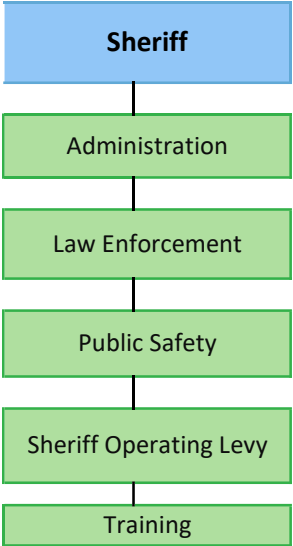 Sheriff
Administration
Law Enforcement
Public Safety
Sheriff Operating Levy
Training